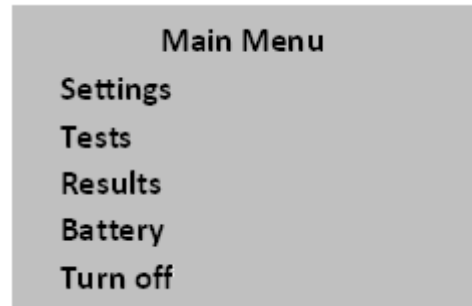 Main Menu
Settings
Tests
Results
Battery
Turn off